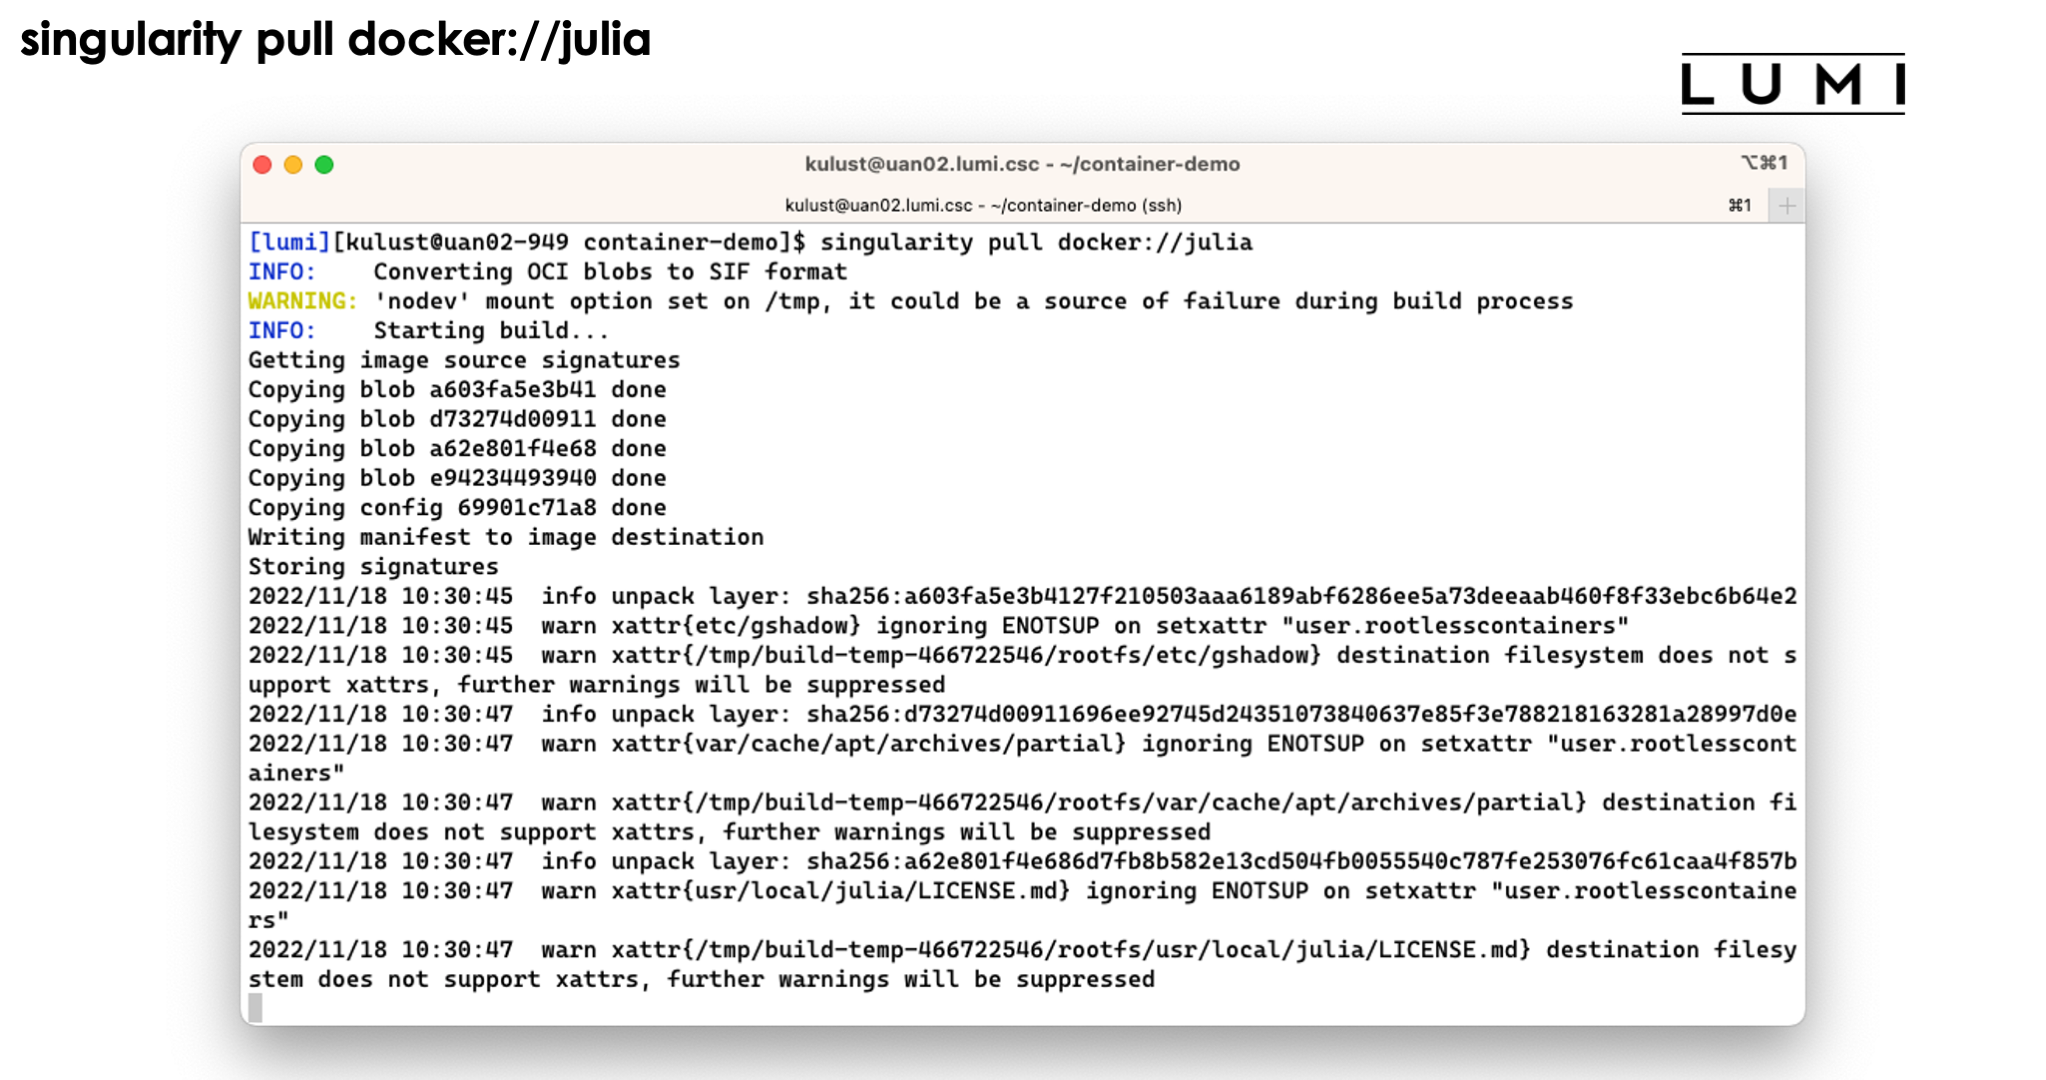 singularity pull docker://julia
LUMI
kulust@uan02.lumi.csc - ~/container-demo
⌥⌘1
kulust@uan02.lumi.csc - ~/container-demo (ssh)
⌘1
+
[lumi][kulust@uan02-949 container-demo]$ singularity pull docker://julia
INFO:    Converting OCI blobs to SIF format
WARNING: 'nodev' mount option set on /tmp, it could be a source of failure during build process
INFO:    Starting build...
Getting image source signatures
Copying blob a603fa5e3b41 done
Copying blob d73274d00911 done
Copying blob a62e801f4e68 done
Copying blob e94234493940 done
Copying config 69901c71a8 done
Writing manifest to image destination
Storing signatures
2022/11/18 10:30:45  info unpack layer: sha256:a603fa5e3b4127f210503aaa6189abf6286ee5a73deeaab460f8f33ebc6b64e2
2022/11/18 10:30:45  warn xattr{etc/gshadow} ignoring ENOTSUP on setxattr "user.rootlesscontainers"
2022/11/18 10:30:45  warn xattr{/tmp/build-temp-466722546/rootfs/etc/gshadow} destination filesystem does not s
upport xattrs, further warnings will be suppressed
2022/11/18 10:30:47  info unpack layer: sha256:d73274d00911696ee92745d24351073840637e85f3e788218163281a28997d0e
2022/11/18 10:30:47  warn xattr{var/cache/apt/archives/partial} ignoring ENOTSUP on setxattr "user.rootlesscont
ainers"
2022/11/18 10:30:47  warn xattr{/tmp/build-temp-466722546/rootfs/var/cache/apt/archives/partial} destination fi
lesystem does not support xattrs, further warnings will be suppressed
2022/11/18 10:30:47  info unpack layer: sha256:a62e801f4e686d7fb8b582e13cd504fb0055540c787fe253076fc61caa4f857b
2022/11/18 10:30:47  warn xattr{usr/local/julia/LICENSE.md} ignoring ENOTSUP on setxattr "user.rootlesscontaine
rs"
2022/11/18 10:30:47  warn xattr{/tmp/build-temp-466722546/rootfs/usr/local/julia/LICENSE.md} destination filesy
stem does not support xattrs, further warnings will be suppressed